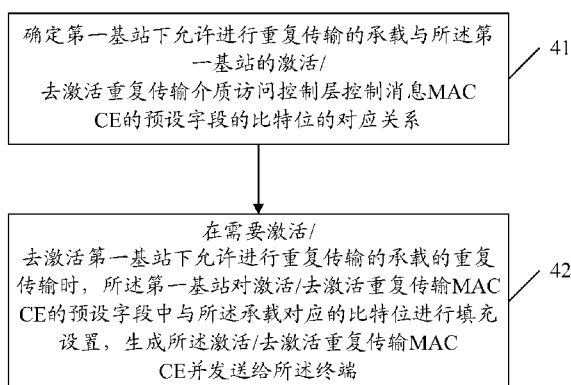 确定第一基站下允许进行重复传输的承载与所述第
一基站的激活/
去激活重复传输介质访问控制层控制消息MAC
CE的预设字段的比特位的对应关系
41
在需要激活/
去激活第一基站下允许进行重复传输的承载的重复
传输时，所述第一基站对激活/去激活重复传输MAC
CE的预设字段中与所述承载对应的比特位进行填充
设置，生成所述激活/去激活重复传输MAC
CE并发送给所述终端
42